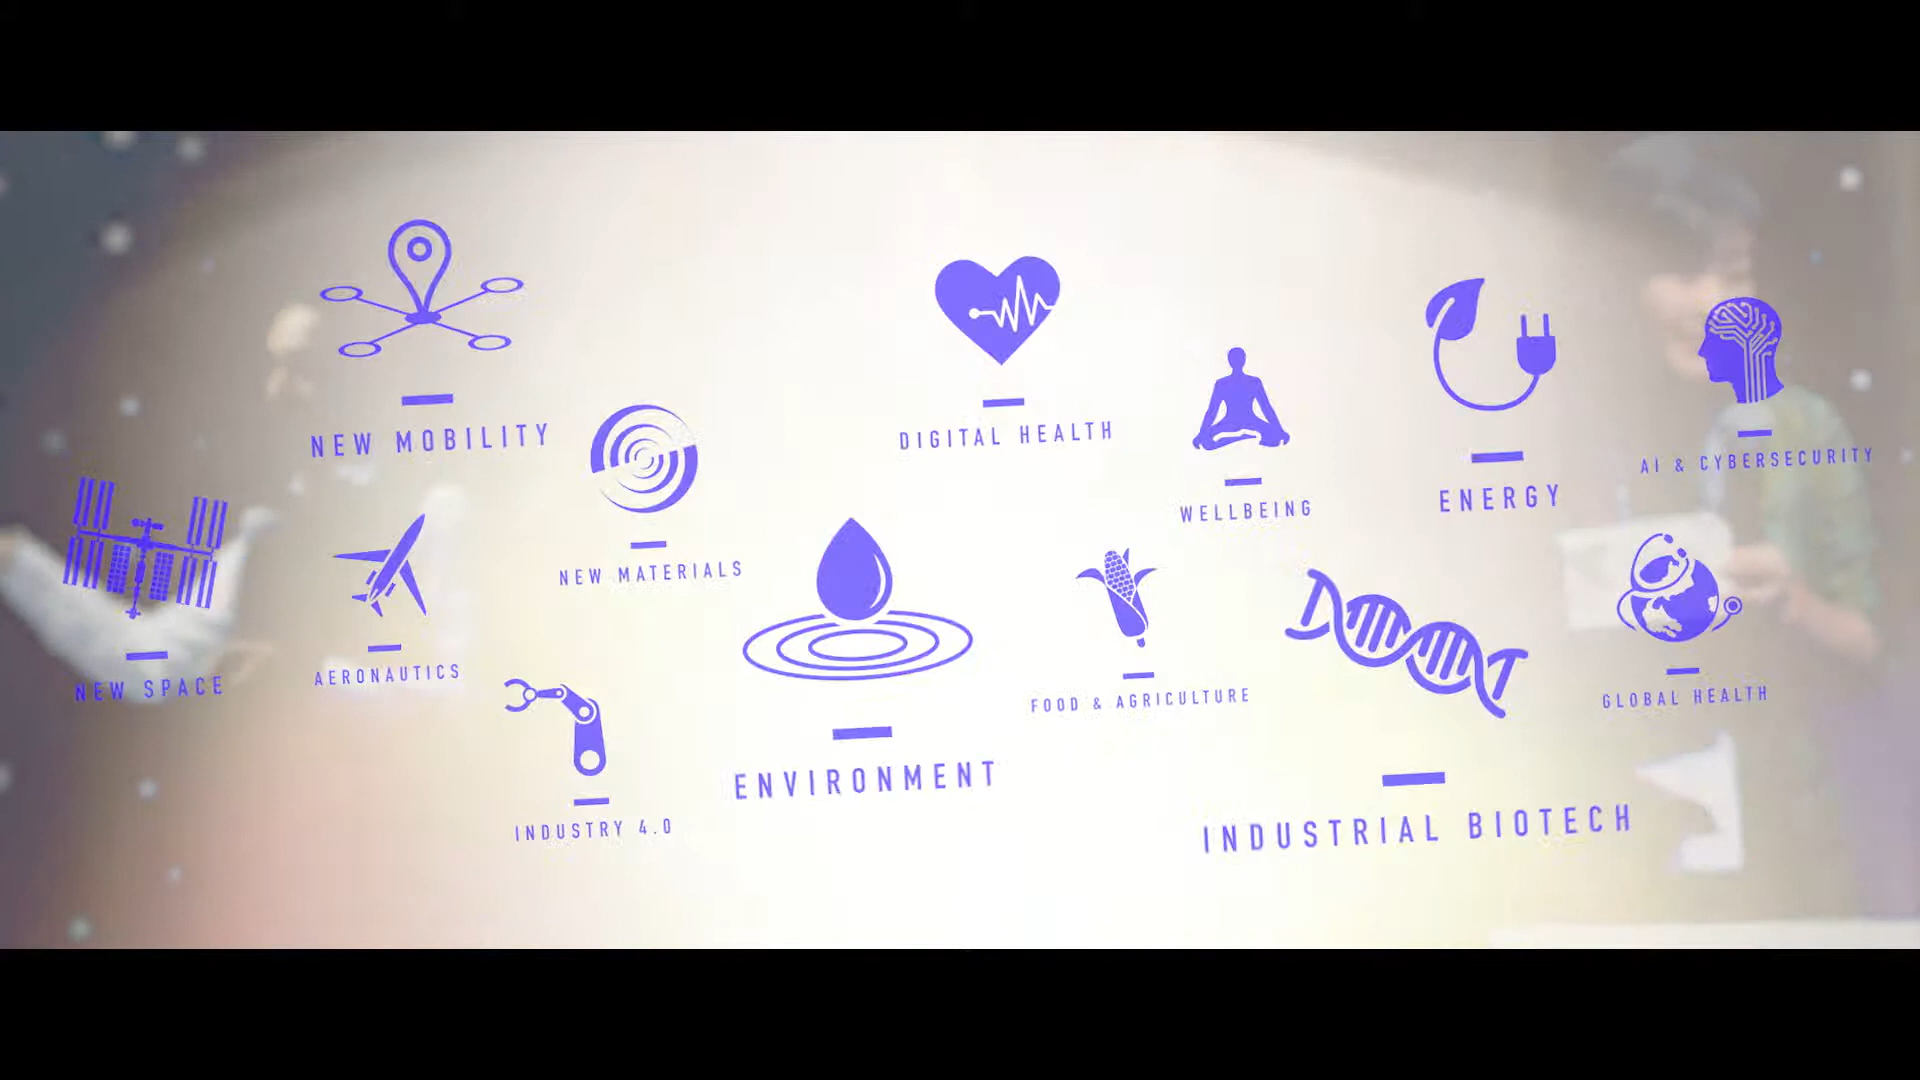 NEW MOBILITY
DIGITAL HEALTH
AI & CYBERSECURITY
ENERGY
WELLBEING
NEW MATERIALS
NEW SPACE
AERONAUTICS
FOOD & AGRICULTURE
GLOBAL HEALTH
ENVIRONMENT
INDUSTRY 4.0
INDUSTRIAL BIOTECH